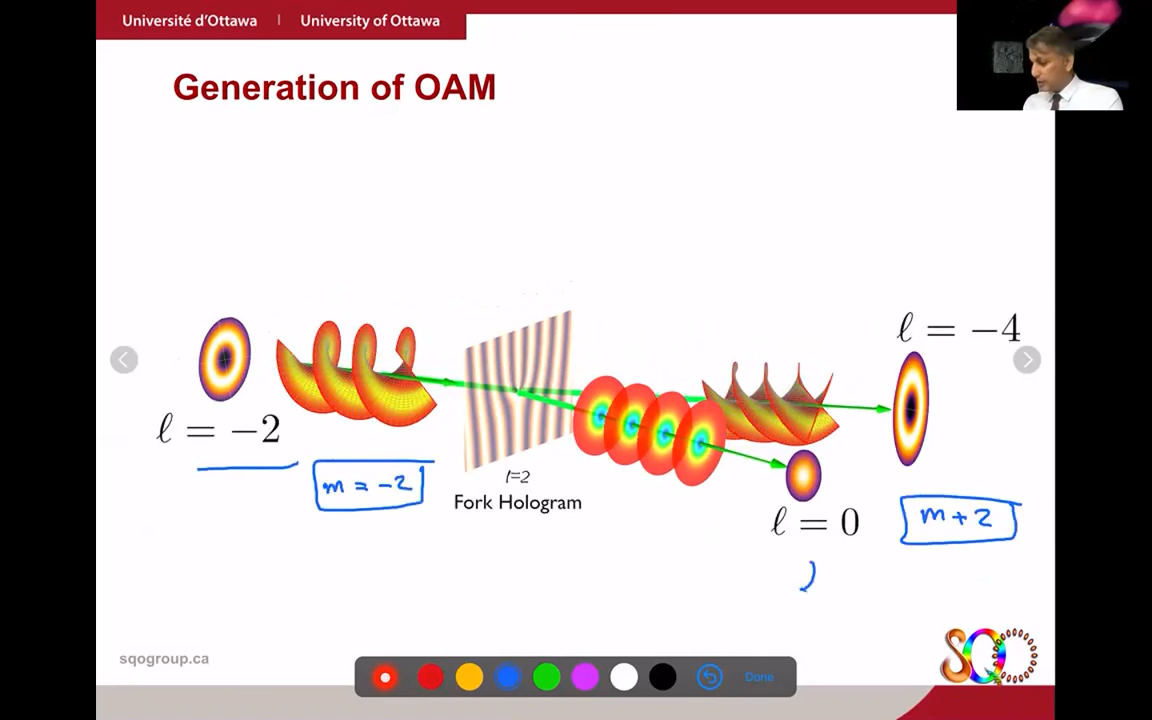 Université d'Ottawa | University of Ottawa
Generation of OAM
ℓ = −4
ℓ = −2
m = -2
l=2
Fork Hologram
ℓ = 0
m + 2
sqogroup.ca
SQO
Done